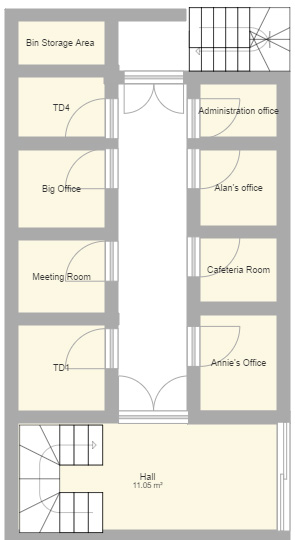 Bin Storage Area
TD4
Administration office
Big Office
Alan's office
Meeting Room
Cafeteria Room
TD1
Annie's Office
Hall
11.05 m²